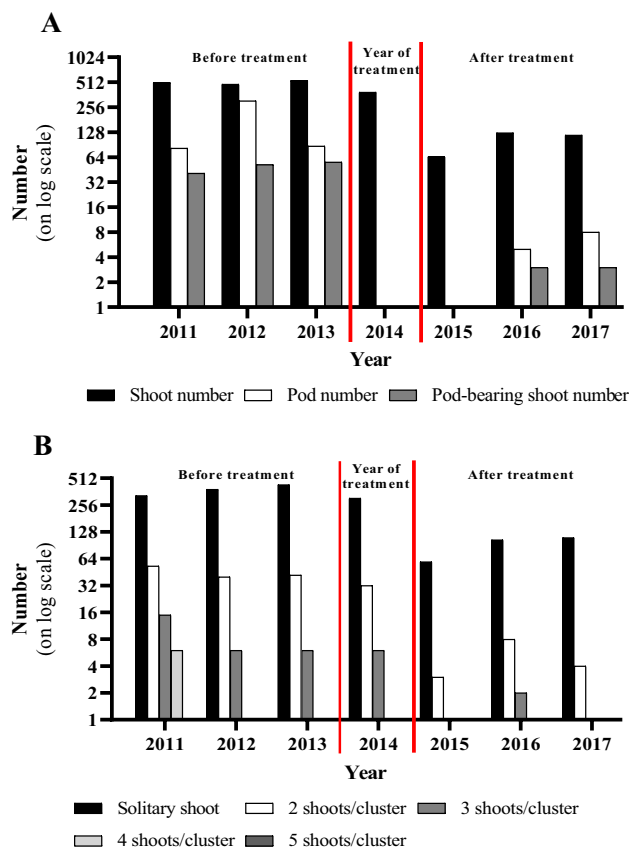 A
Before treatment
Year of
treatment
After treatment
1024
512
256
128
64
32
16
8
4
2
1
Number
(on log scale)
2011 2012 2013 2014 2015 2016 2017
Year
Shoot number Pod number Pod-bearing shoot number
B
Before treatment
Year of
treatment
After treatment
512
256
128
64
32
16
8
4
2
1
Number
(on log scale)
2011 2012 2013 2014 2015 2016 2017
Year
Solitary shoot 2 shoots/cluster 3 shoots/cluster
4 shoots/cluster 5 shoots/cluster